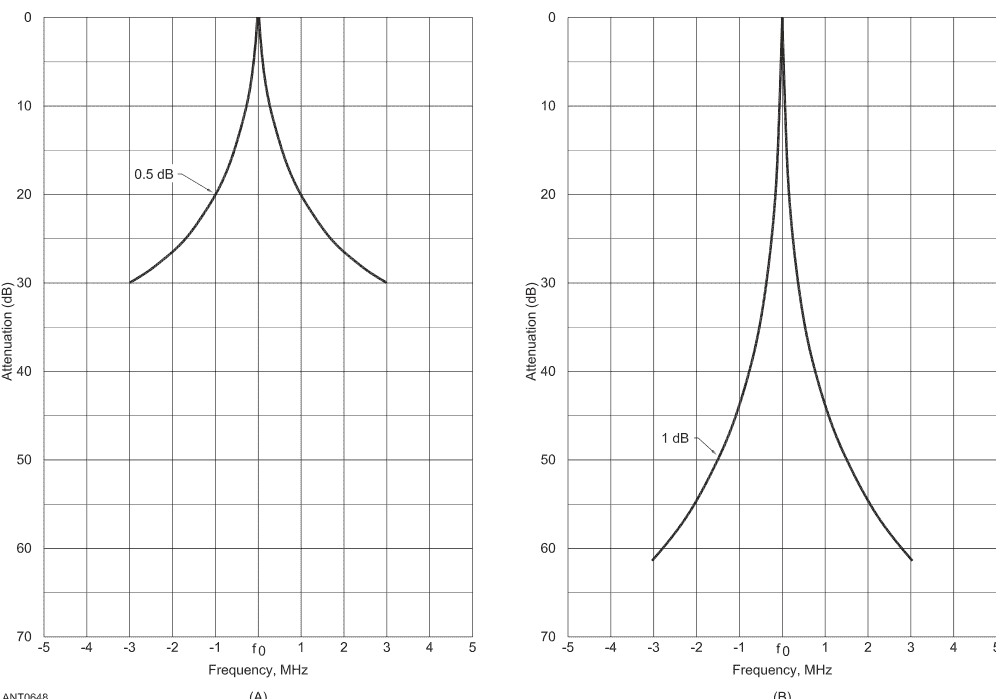 0
10
20
30
40
50
60
70
Attenuation (dB)
0.5 dB
-5 -4 -3 -2 -1 f0 1 2 3 4 5
Frequency, MHz
ANT0648
(A)
0
10
20
30
40
50
60
70
Attenuation (dB)
1 dB
-5 -4 -3 -2 -1 f0 1 2 3 4 5
Frequency, MHz
(B)